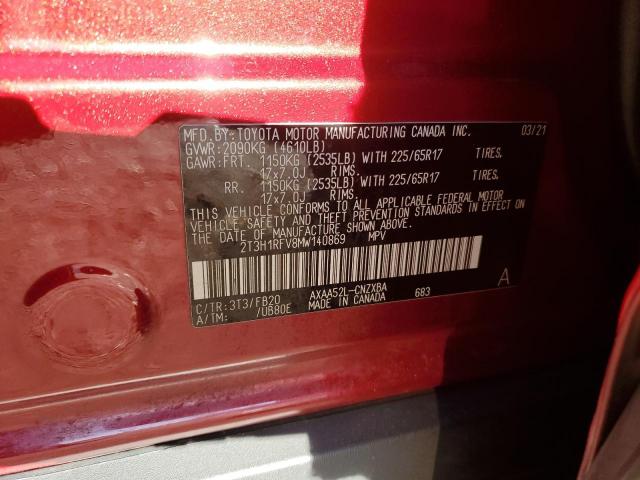 MFD. BY: TOYOTA MOTOR MANUFACTURING CANADA INC. 03/21
GVWR: 2090KG (4610LB)
GAWR: FRT. 1150KG (2535LB) WITH 225/65R17 TIRES.
17x7.0J RIMS.
RR. 1150KG (2535LB) WITH 225/65R17 TIRES.
17x7.0J RIMS.
THIS VEHICLE CONFORMS TO ALL APPLICABLE FEDERAL MOTOR
VEHICLE SAFETY AND THEFT PREVENTION STANDARDS IN EFFECT ON
THE DATE OF MANUFACTURE SHOWN ABOVE.
2T3H1RFV8MW140869 MPV
C/TR: 3T3/FB20 AXAA52L-CNZXBA 683 A
A/TM: /UB80E MADE IN CANADA